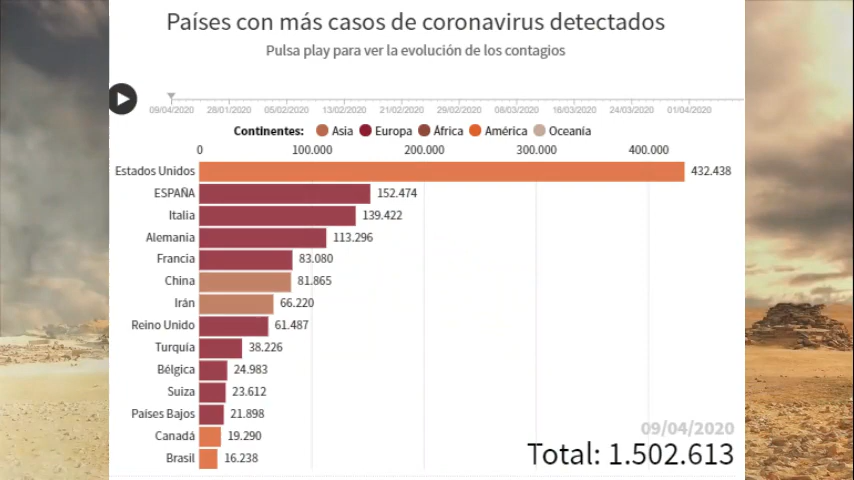 Países con más casos de coronavirus detectados
Pulsa play para ver la evolución de los contagios
09/04/2020 28/01/2020 05/02/2020 13/02/2020 21/02/2020 29/02/2020 08/03/2020 16/03/2020 24/03/2020 01/04/2020
Continentes: Asia Europa África América Oceanía
0 100.000 200.000 300.000 400.000
Estados Unidos 432.438
ESPAÑA 152.474
Italia 139.422
Alemania 113.296
Francia 83.080
China 81.865
Irán 66.220
Reino Unido 61.487
Turquía 38.226
Bélgica 24.983
Suiza 23.612
Países Bajos 21.898
Canadá 19.290
Brasil 16.238
09/04/2020
Total: 1.502.613